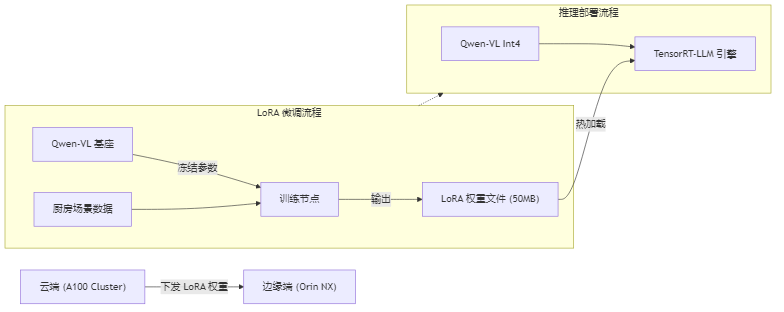 推理部署流程
Qwen-VL Int4
TensorRT-LLM 引擎
热加载
LoRA 微调流程
Qwen-VL 基座
冻结参数
厨房场景数据
训练节点
输出
LoRA 权重文件 (50MB)
云端 (A100 Cluster)
下发 LoRA 权重
边缘端 (Orin NX)